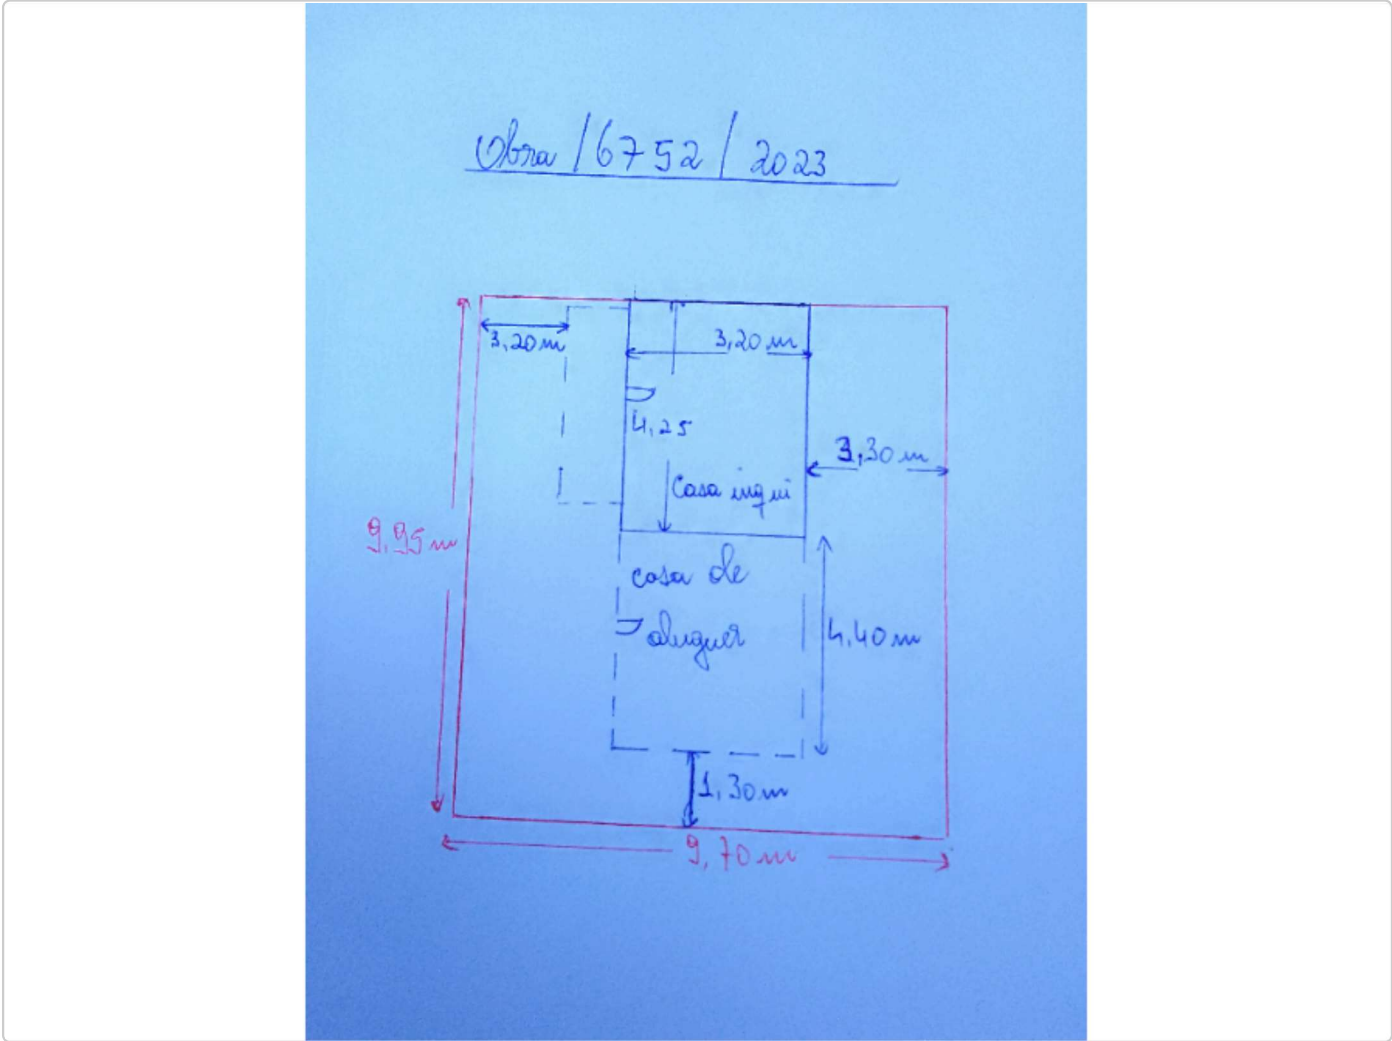 Obra / 6752 / 2023
3,20m
3,20m
4,25
3,30m
Casa inqui
9,95m
casa de
aluguer
4,40m
1,30m
9,70m